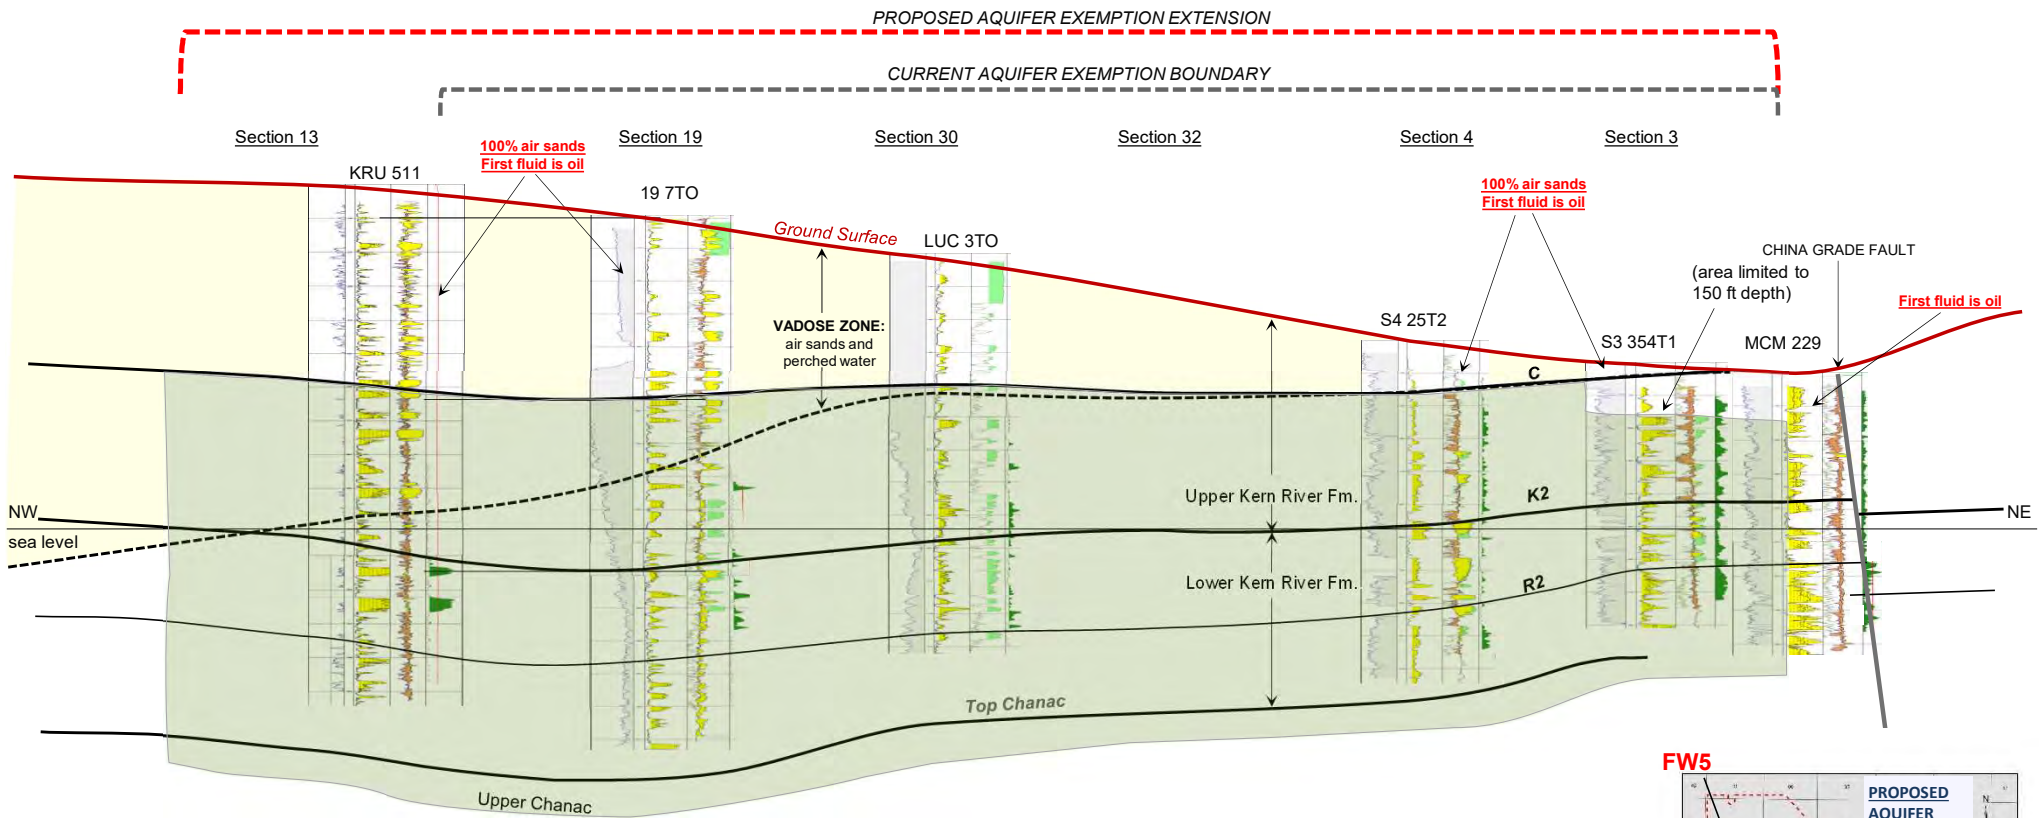 PROPOSED AQUIFER EXEMPTION EXTENSION
CURRENT AQUIFER EXEMPTION BOUNDARY
Section 13
Section 19
Section 30
Section 32
Section 4
Section 3
100% air sands
First fluid is oil
KRU 511
19 7TO
Ground Surface
LUC 3TO
100% air sands
First fluid is oil
CHINA GRADE FAULT
(area limited to
150 ft depth)
First fluid is oil
S4 25T2
S3 354T1
MCM 229
VADOSE ZONE:
air sands and
perched water
C
K2
Upper Kern River Fm.
NW
NE
sea level
Lower Kern River Fm.
R2
Top Chanac
Upper Chanac
FW5
PROPOSED
AQUIFER
N